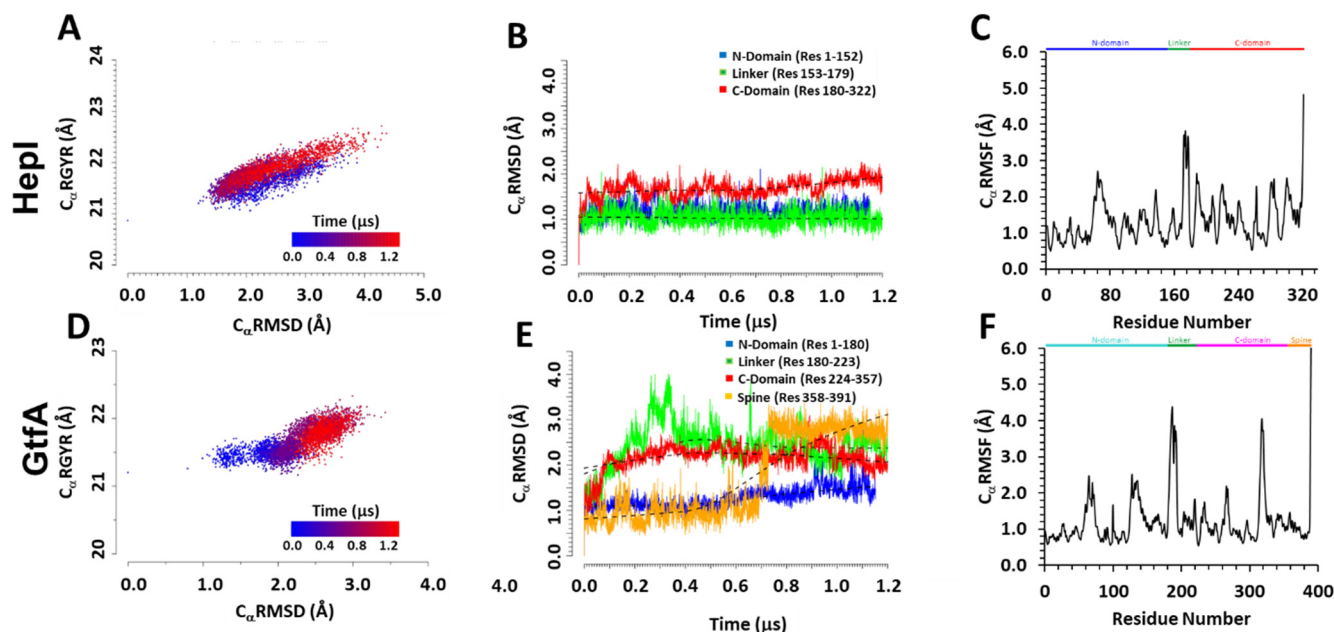 A
HepI
CαRGYR (Å)
24
23
22
21
20
Time (μs)
0.0 0.4 0.8 1.2
0.0 1.0 2.0 3.0 4.0 5.0
CαRMSD (Å)
B
N-Domain (Res 1-152)
Linker (Res 153-179)
C-Domain (Res 180-322)
CαRMSD (Å)
4.0
3.0
2.0
1.0
0.0
0.0 0.2 0.4 0.6 0.8 1.0 1.2
Time (μs)
C
N-domain Linker C-domain
CαRMSF (Å)
6.0
5.0
4.0
3.0
2.0
1.0
0.0
0 80 160 240 320
Residue Number
D
GtfA
CαRGYR (Å)
23
22
21
20
Time (μs)
0.0 0.4 0.8 1.2
0.0 1.0 2.0 3.0 4.0
CαRMSD (Å)
E
N-Domain (Res 1-180)
Linker (Res 180-223)
C-Domain (Res 224-357)
Spine (Res 358-391)
CαRMSD (Å)
4.0
3.0
2.0
1.0
0.0
4.0
0.0 0.2 0.4 0.6 0.8 1.0 1.2
Time (μs)
F
N-domain Linker C-domain Spine
CαRMSF (Å)
6.0
5.0
4.0
3.0
2.0
1.0
0.0
0 100 200 300 400
Residue Number